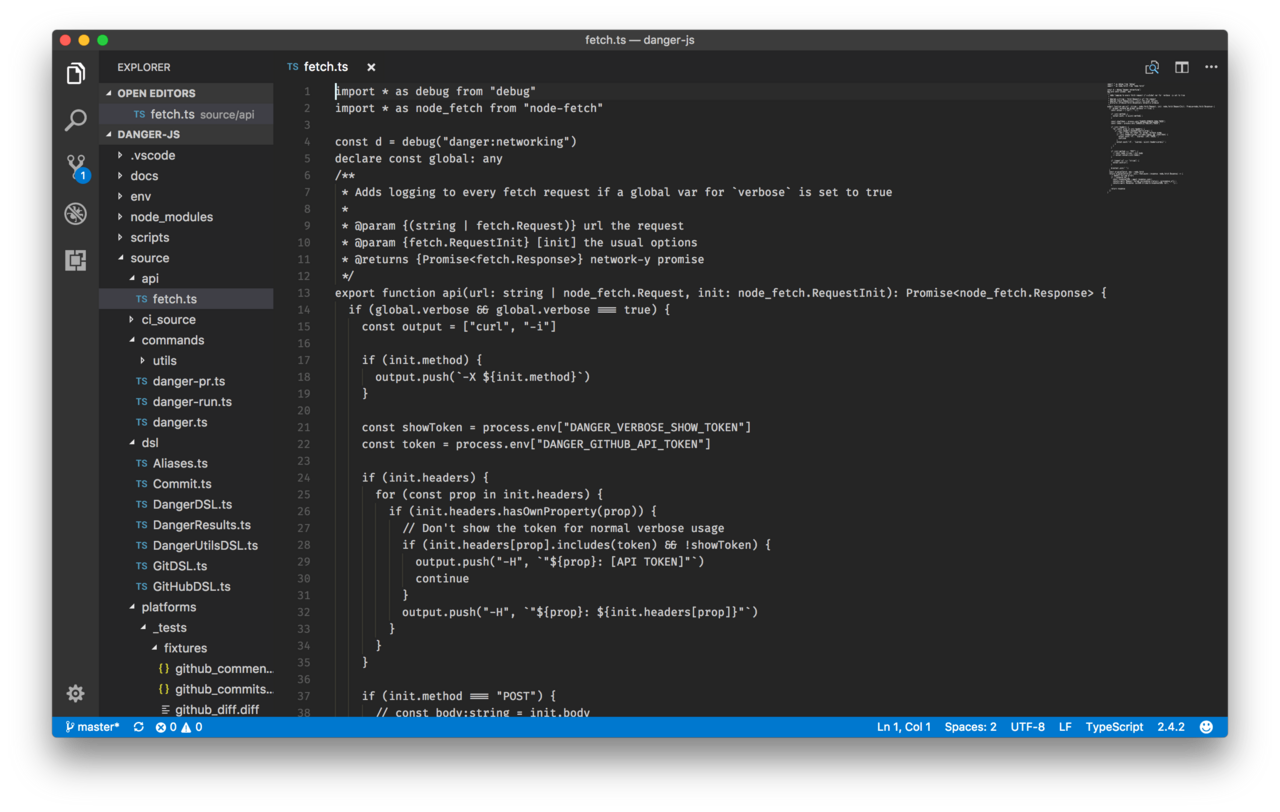 fetch.ts — danger-js
EXPLORER
OPEN EDITORS
TS fetch.ts source/api
DANGER-JS
.vscode
docs
env
node_modules
scripts
source
api
TS fetch.ts
ci_source
commands
utils
TS danger-pr.ts
TS danger-run.ts
TS danger.ts
dsl
TS Aliases.ts
TS Commit.ts
TS DangerDSL.ts
TS DangerResults.ts
TS DangerUtilsDSL.ts
TS GitDSL.ts
TS GitHubDSL.ts
platforms
_tests
fixtures
{} github_commen...
{} github_commits...
github_diff.diff
1
TS fetch.ts ×
1 import * as debug from "debug"
2 import * as node_fetch from "node-fetch"
3
4 const d = debug("danger:networking")
5 declare const global: any
6 /**
7  * Adds logging to every fetch request if a global var for `verbose` is set to true
8  *
9  * @param {(string | fetch.Request)} url the request
10  * @param {fetch.RequestInit} [init] the usual options
11  * @returns {Promise<fetch.Response>} network-y promise
12  */
13 export function api(url: string | node_fetch.Request, init: node_fetch.RequestInit): Promise<node_fetch.Response> {
14   if (global.verbose && global.verbose === true) {
15     const output = ["curl", "-i"]
16
17     if (init.method) {
18       output.push(`-X ${init.method}`)
19     }
20
21     const showToken = process.env["DANGER_VERBOSE_SHOW_TOKEN"]
22     const token = process.env["DANGER_GITHUB_API_TOKEN"]
23
24     if (init.headers) {
25       for (const prop in init.headers) {
26         if (init.headers.hasOwnProperty(prop)) {
27           // Don't show the token for normal verbose usage
28           if (init.headers[prop].includes(token) && !showToken) {
29             output.push("-H", `"${prop}: [API TOKEN]"`)
30             continue
31           }
32           output.push("-H", `"${prop}: ${init.headers[prop]}"`)
33         }
34       }
35     }
36
37     if (init.method === "POST") {
38       // const body:string = init.body
master* 0 0
Ln 1, Col 1 Spaces: 2 UTF-8 LF TypeScript 2.4.2